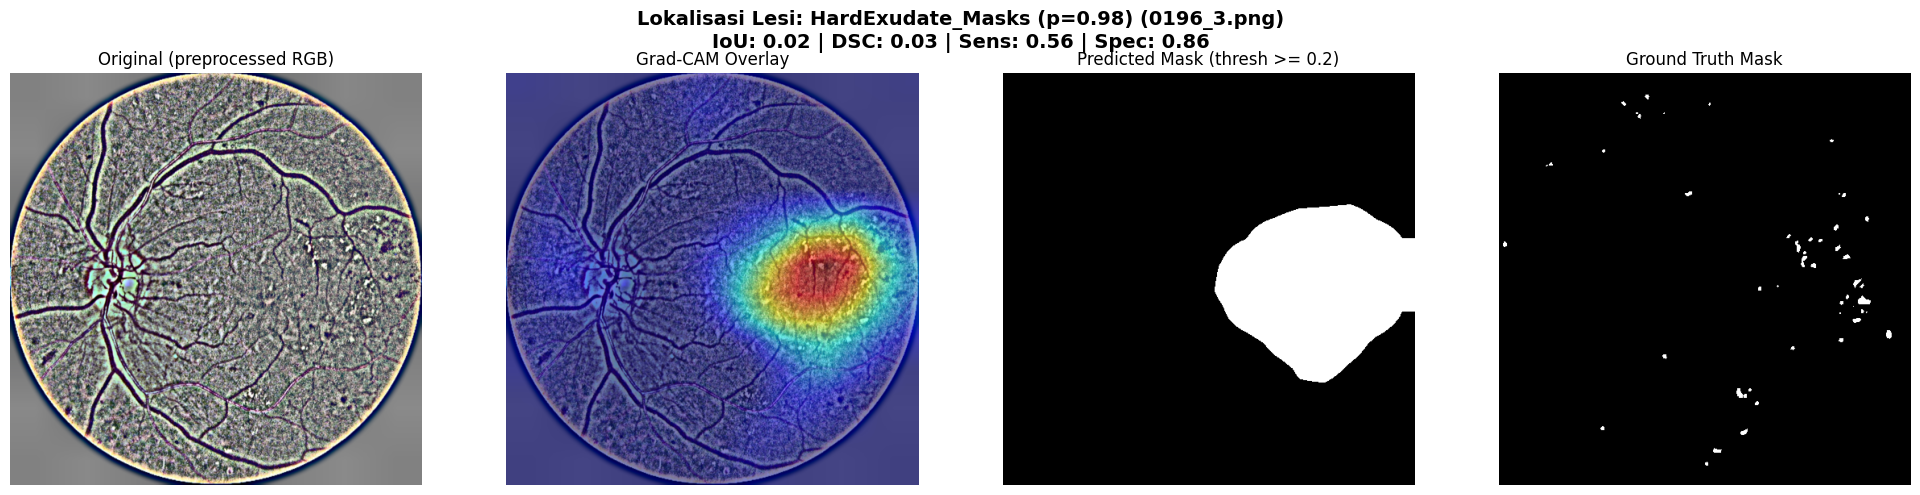 Lokalisasi Lesi: HardExudate_Masks (p=0.98) (0196_3.png)
IoU: 0.02 | DSC: 0.03 | Sens: 0.56 | Spec: 0.86
Original (preprocessed RGB)
Grad-CAM Overlay
Predicted Mask (thresh >= 0.2)
Ground Truth Mask